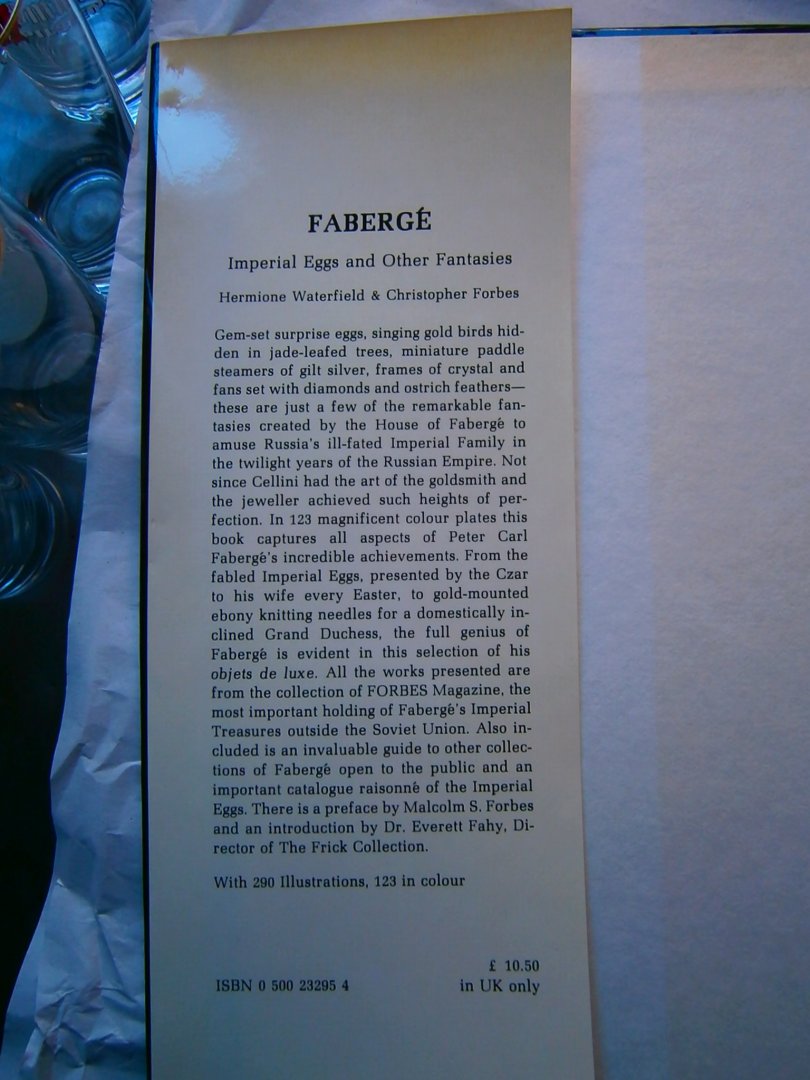 FABERGÉ
Imperial Eggs and Other Fantasies
Hermione Waterfield & Christopher Forbes
Gem-set surprise eggs, singing gold birds hid-
den in jade-leafed trees, miniature paddle
steamers of gilt silver, frames of crystal and
fans set with diamonds and ostrich feathers—
these are just a few of the remarkable fan-
tasies created by the House of Fabergé to
amuse Russia's ill-fated Imperial Family in
the twilight years of the Russian Empire. Not
since Cellini had the art of the goldsmith and
the jeweller achieved such heights of per-
fection. In 123 magnificent colour plates this
book captures all aspects of Peter Carl
Fabergé's incredible achievements. From the
fabled Imperial Eggs, presented by the Czar
to his wife every Easter, to gold-mounted
ebony knitting needles for a domestically in-
clined Grand Duchess, the full genius of
Fabergé is evident in this selection of his
objets de luxe. All the works presented are
from the collection of FORBES Magazine, the
most important holding of Fabergé's Imperial
Treasures outside the Soviet Union. Also in-
cluded is an invaluable guide to other collec-
tions of Fabergé open to the public and an
important catalogue raisonné of the Imperial
Eggs. There is a preface by Malcolm S. Forbes
and an introduction by Dr. Everett Fahy, Di-
rector of The Frick Collection.
With 290 Illustrations, 123 in colour
£ 10.50
ISBN 0 500 23295 4 in UK only